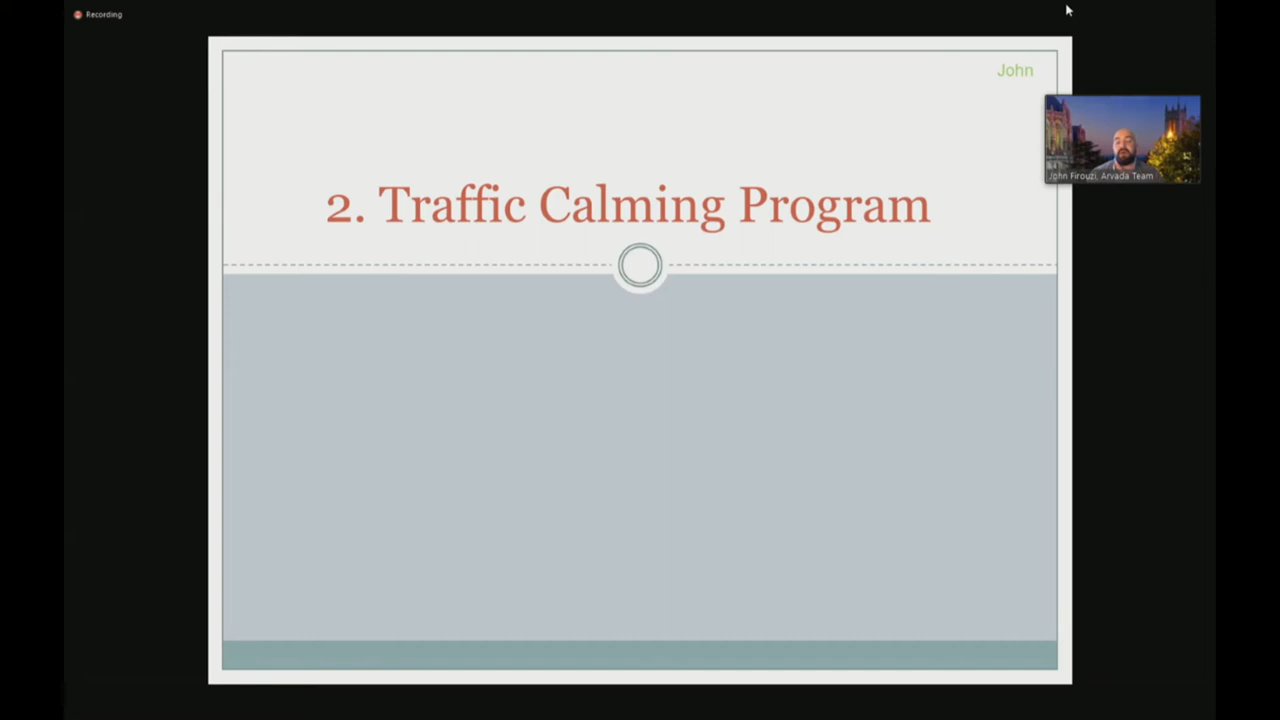 Recording
John
2. Traffic Calming Program
John Firouzi, Arvada Team